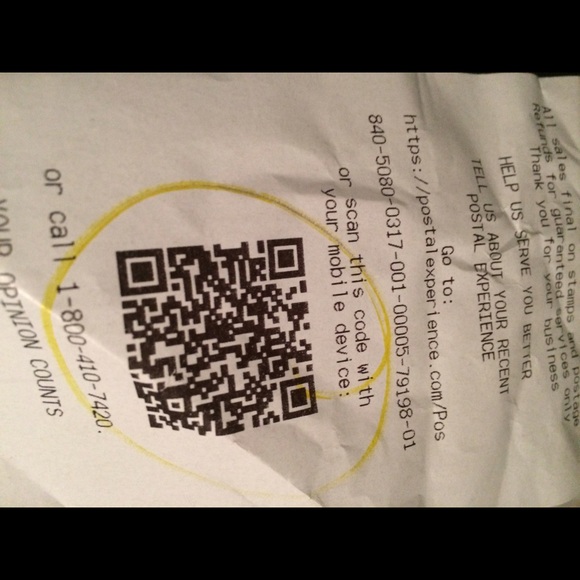 All sales final on stamps and postage
Refunds for guaranteed services only
Thank you for your business
HELP US SERVE YOU BETTER
TELL US ABOUT YOUR RECENT
POSTAL EXPERIENCE
Go to:
https://postalexperience.com/Pos
840-5080-0317-001-00005-79198-01
or scan this code with
your mobile device:
or call 1-800-410-7420.
YOUR OPINION COUNTS